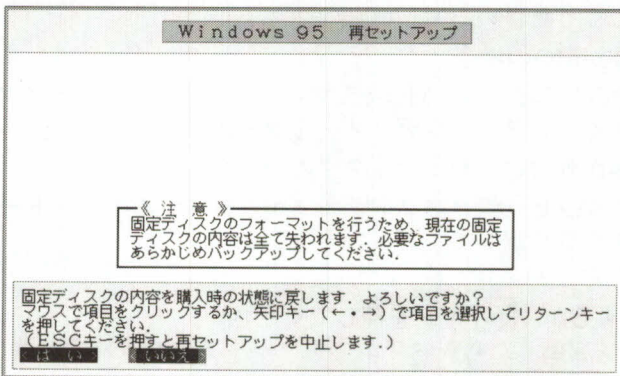 Windows 95 再セットアップ
《 注 意 》
固定ディスクのフォーマットを行うため、現在の固定
ディスクの内容は全て失われます．必要なファイルは
あらかじめバックアップしてください．
固定ディスクの内容を購入時の状態に戻します．よろしいですか？
マウスで項目をクリックするか、矢印キー（←・→）で項目を選択してリターンキー
を押してください．
（ＥＳＣキーを押すと再セットアップを中止します．）
は い いいえ